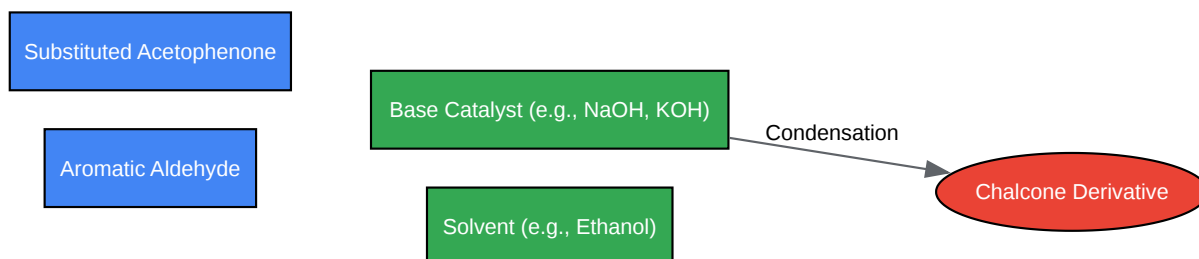 Substituted Acetophenone
Aromatic Aldehyde
Base Catalyst (e.g., NaOH, KOH)
Solvent (e.g., Ethanol)
Condensation
Chalcone Derivative